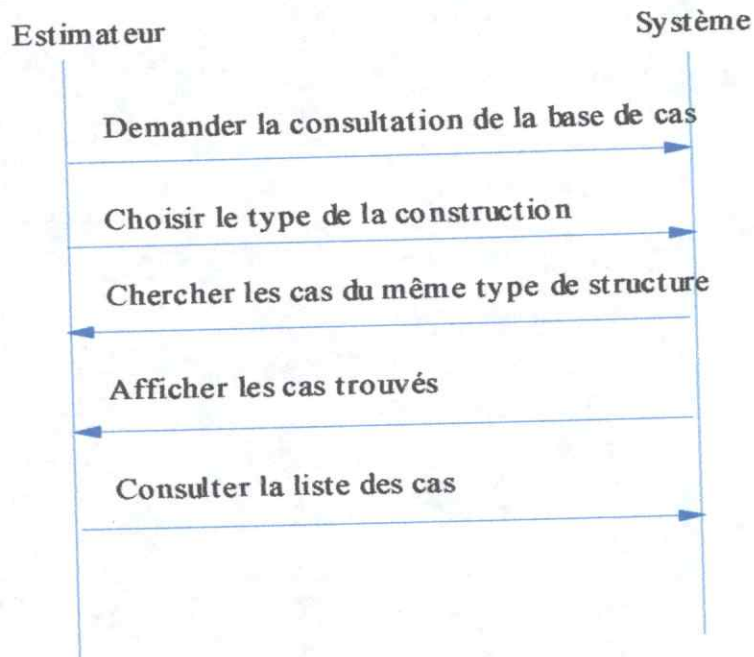 Estimateur
Système
Demander la consultation de la base de cas
Choisir le type de la construction
Chercher les cas du même type de structure
Afficher les cas trouvés
Consulter la liste des cas